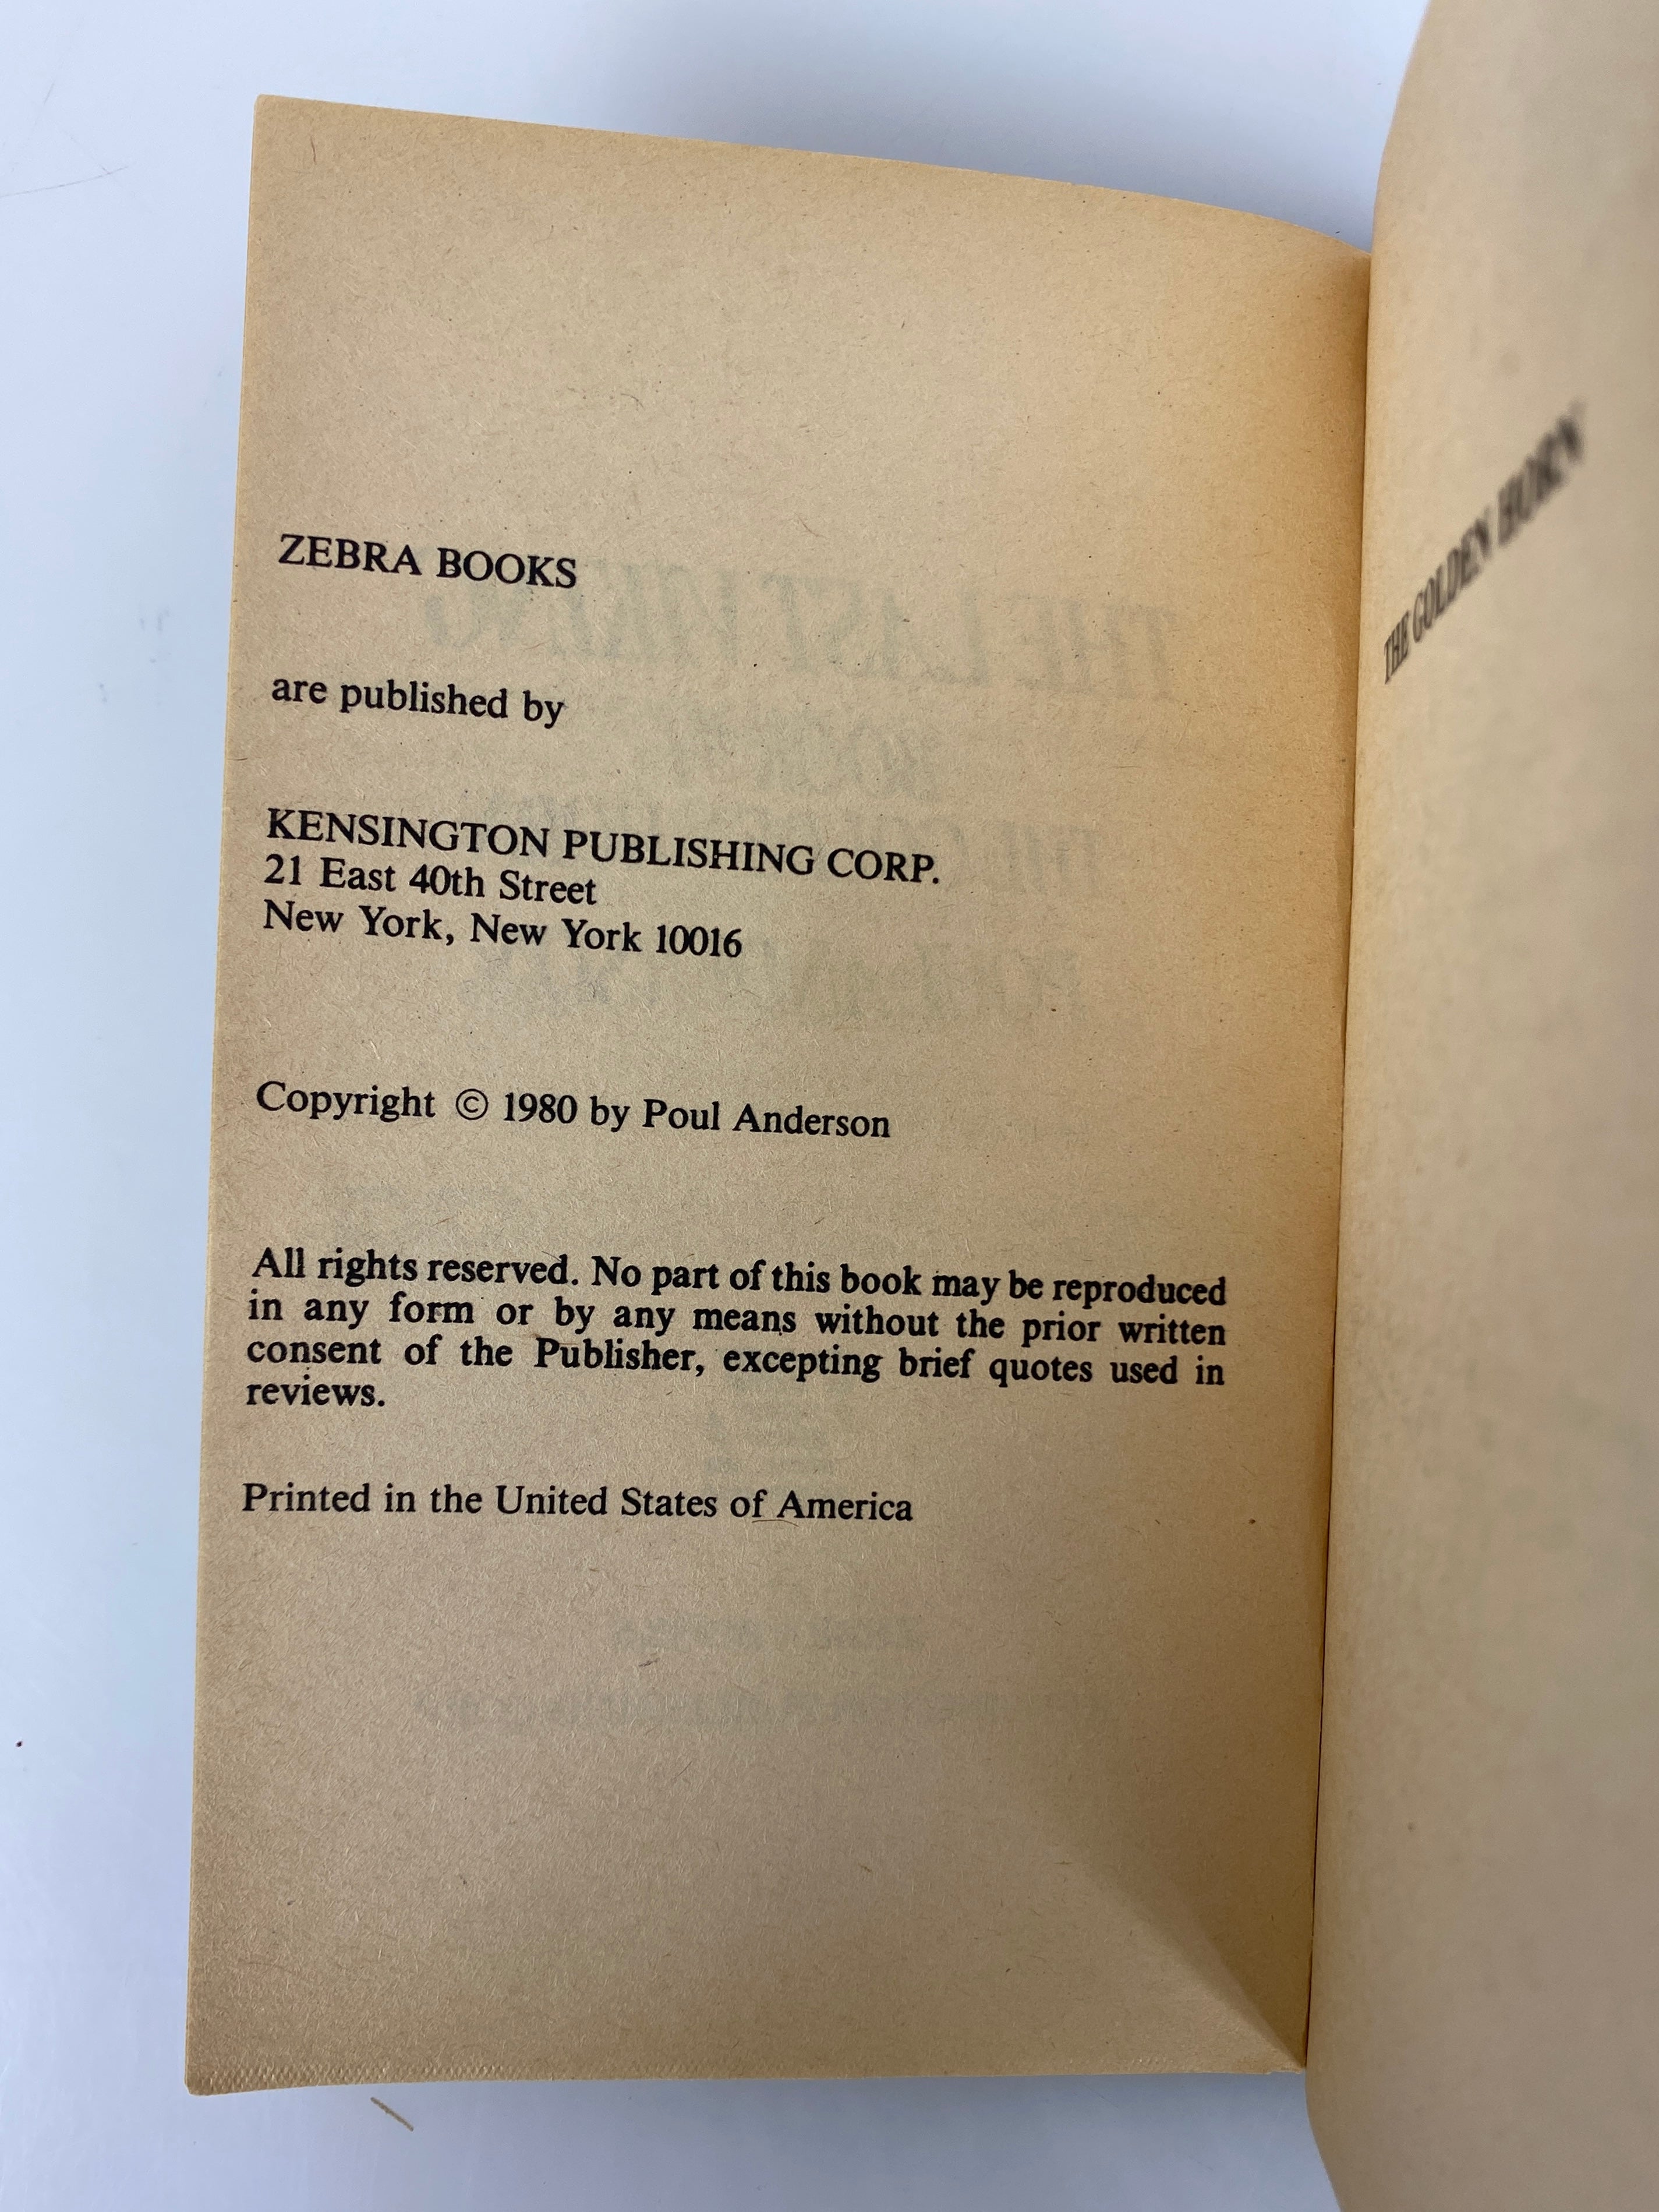 ZEBRA BOOKS
are published by
KENSINGTON PUBLISHING CORP.
21 East 40th Street
New York, New York 10016
Copyright © 1980 by Poul Anderson
All rights reserved. No part of this book may be reproduced
in any form or by any means without the prior written
consent of the Publisher, excepting brief quotes used in
reviews.
Printed in the United States of America
THE GOLDEN HORN